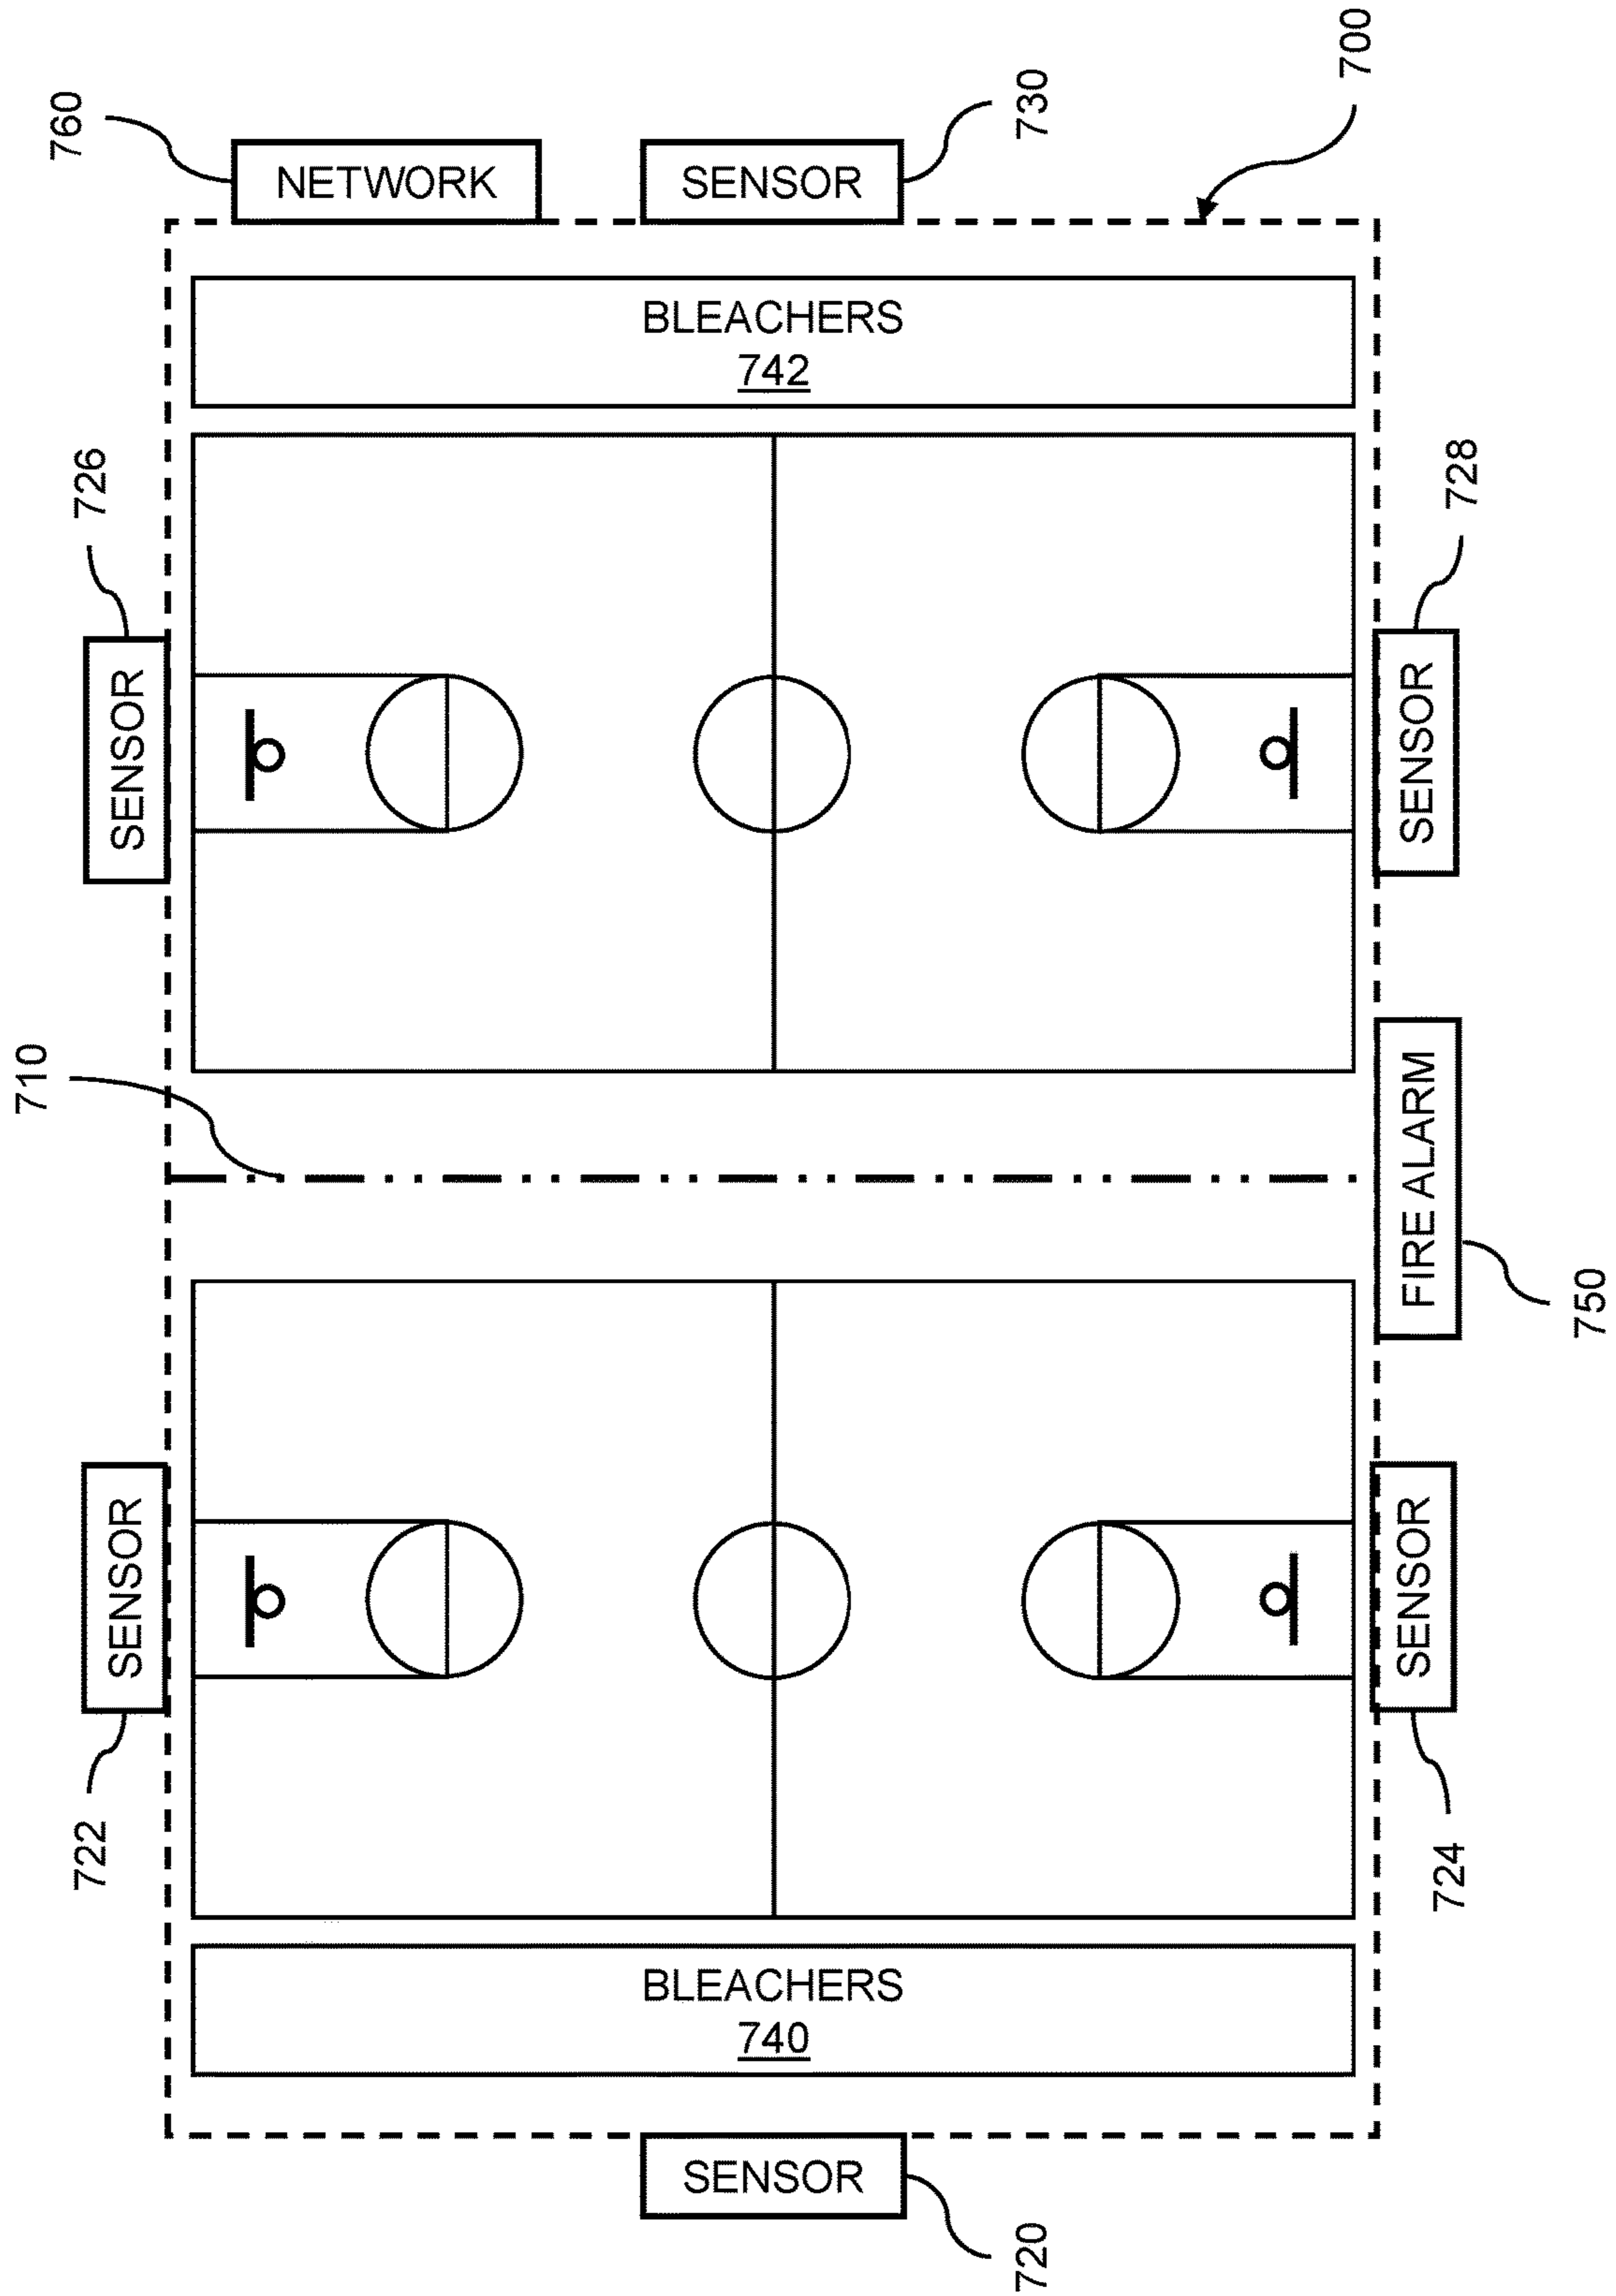 760
NETWORK
SENSOR
730
700
BLEACHERS
742
726
SENSOR
728
SENSOR
710
FIRE ALARM
750
SENSOR
722
SENSOR
724
BLEACHERS
740
SENSOR
720